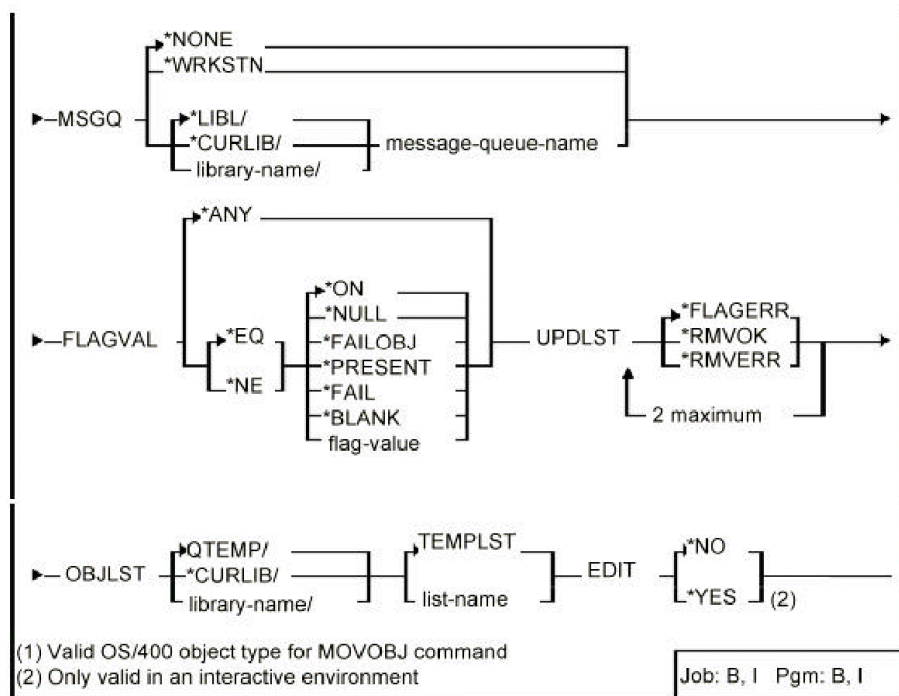 *NONE
*WRKSTN
MSGQ
*LIBL/
*CURLIB/
message-queue-name
library-name/
*ANY
*ON
*NULL
*FLAGERR
FLAGVAL
*EQ
*FAILOBJ
UPDLST
*RMVOK
*PRESENT
*RMVERR
*NE
*FAIL
*BLANK
2 maximum
flag-value
QTEMP/
TEMPLST
*NO
OBJLST
*CURLIB/
EDIT
library-name/
list-name
*YES
(2)
(1) Valid OS/400 object type for MOVOBJ command
(2) Only valid in an interactive environment
Job: B, I Pgm: B, I